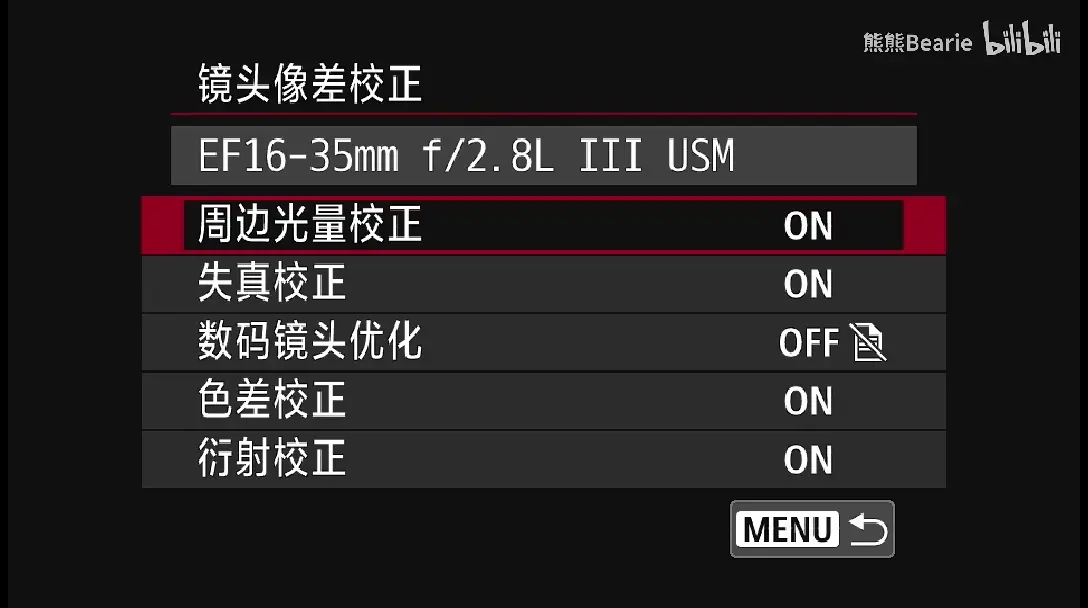 熊熊Bearie bilibili
镜头像差校正
EF16-35mm f/2.8L III USM
周边光量校正 ON
失真校正 ON
数码镜头优化 OFF
色差校正 ON
衍射校正 ON
MENU